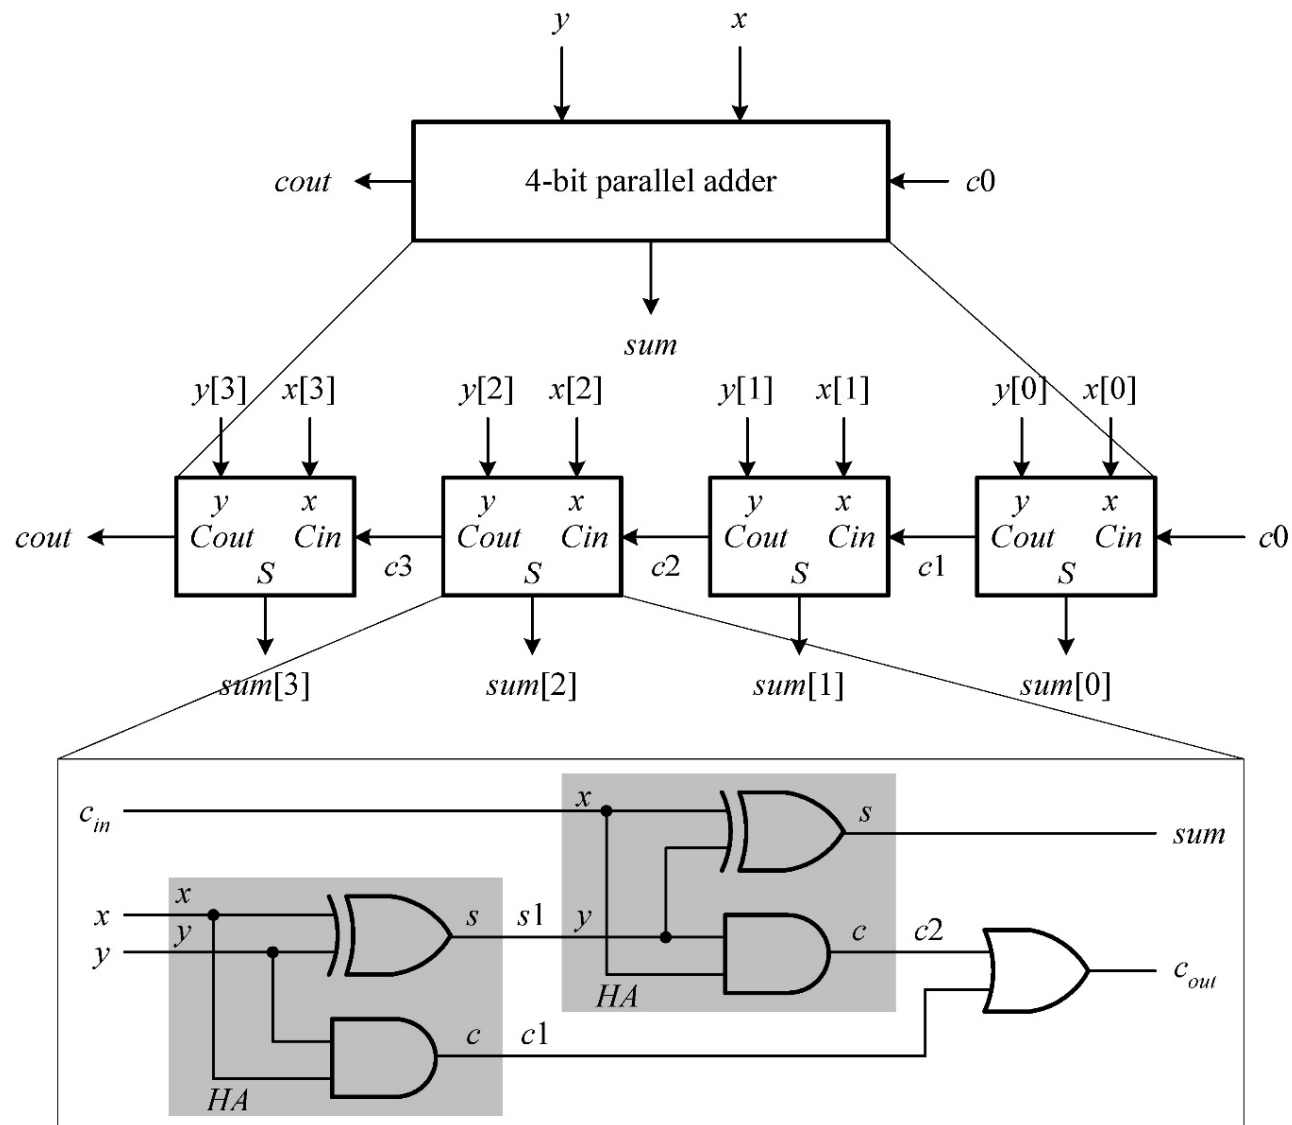 y x
cout 4-bit parallel adder c0
sum
y[3] x[3] y[2] x[2] y[1] x[1] y[0] x[0]
y x y x y x y x
cout Cout Cin Cout Cin Cout Cin Cout Cin c0
c3 c2 c1
S S S S
sum[3] sum[2] sum[1] sum[0]
c_in x s sum
x x s s1 y c c2
y y c_out
HA
c c1
HA